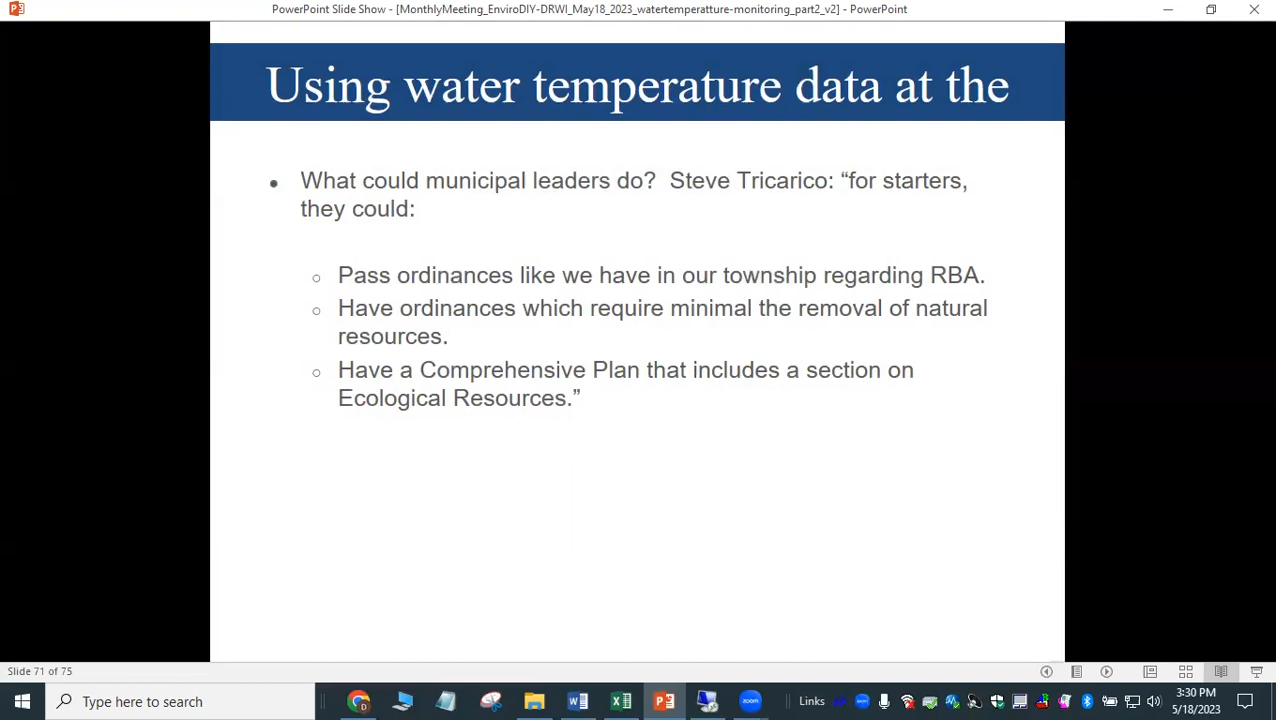 PowerPoint Slide Show - [MonthlyMeeting_EnviroDIY-DRWI_May18_2023_watertemperatture-monitoring_part2_v2] - PowerPoint
Using water temperature data at the
• What could municipal leaders do? Steve Tricarico: “for starters,
they could:
○ Pass ordinances like we have in our township regarding RBA.
○ Have ordinances which require minimal the removal of natural
resources.
○ Have a Comprehensive Plan that includes a section on
Ecological Resources.”
Slide 71 of 75
Type here to search
zoom
Links
3:30 PM
5/18/2023